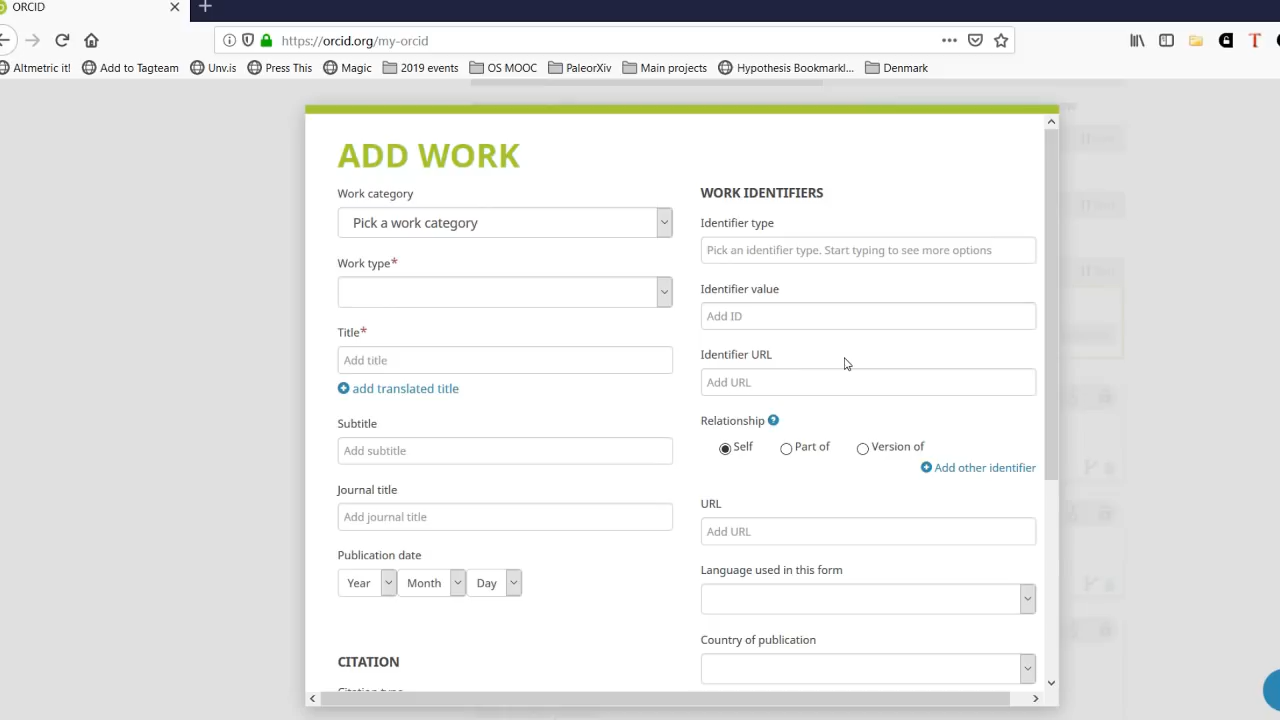 ORCID
https://orcid.org/my-orcid
Altmetric it! Add to Tagteam Unv.is Press This Magic 2019 events OS MOOC PaleorXiv Main projects Hypothesis Bookmarkl... Denmark
ADD WORK
Work category
Pick a work category
Work type*
Title*
Add title
add translated title
Subtitle
Add subtitle
Journal title
Add journal title
Publication date
Year Month Day
CITATION
Citation type
WORK IDENTIFIERS
Identifier type
Pick an identifier type. Start typing to see more options
Identifier value
Add ID
Identifier URL
Add URL
Relationship
Self Part of Version of
Add other identifier
URL
Add URL
Language used in this form
Country of publication